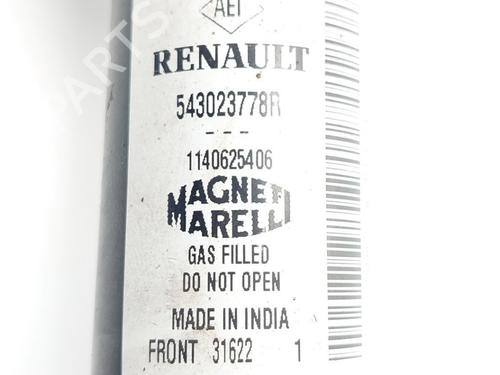 AEI
RENAULT
543023778R
---
1140625406
MAGNETI
MARELLI
GAS FILLED
DO NOT OPEN
MADE IN INDIA
FRONT 31622 1